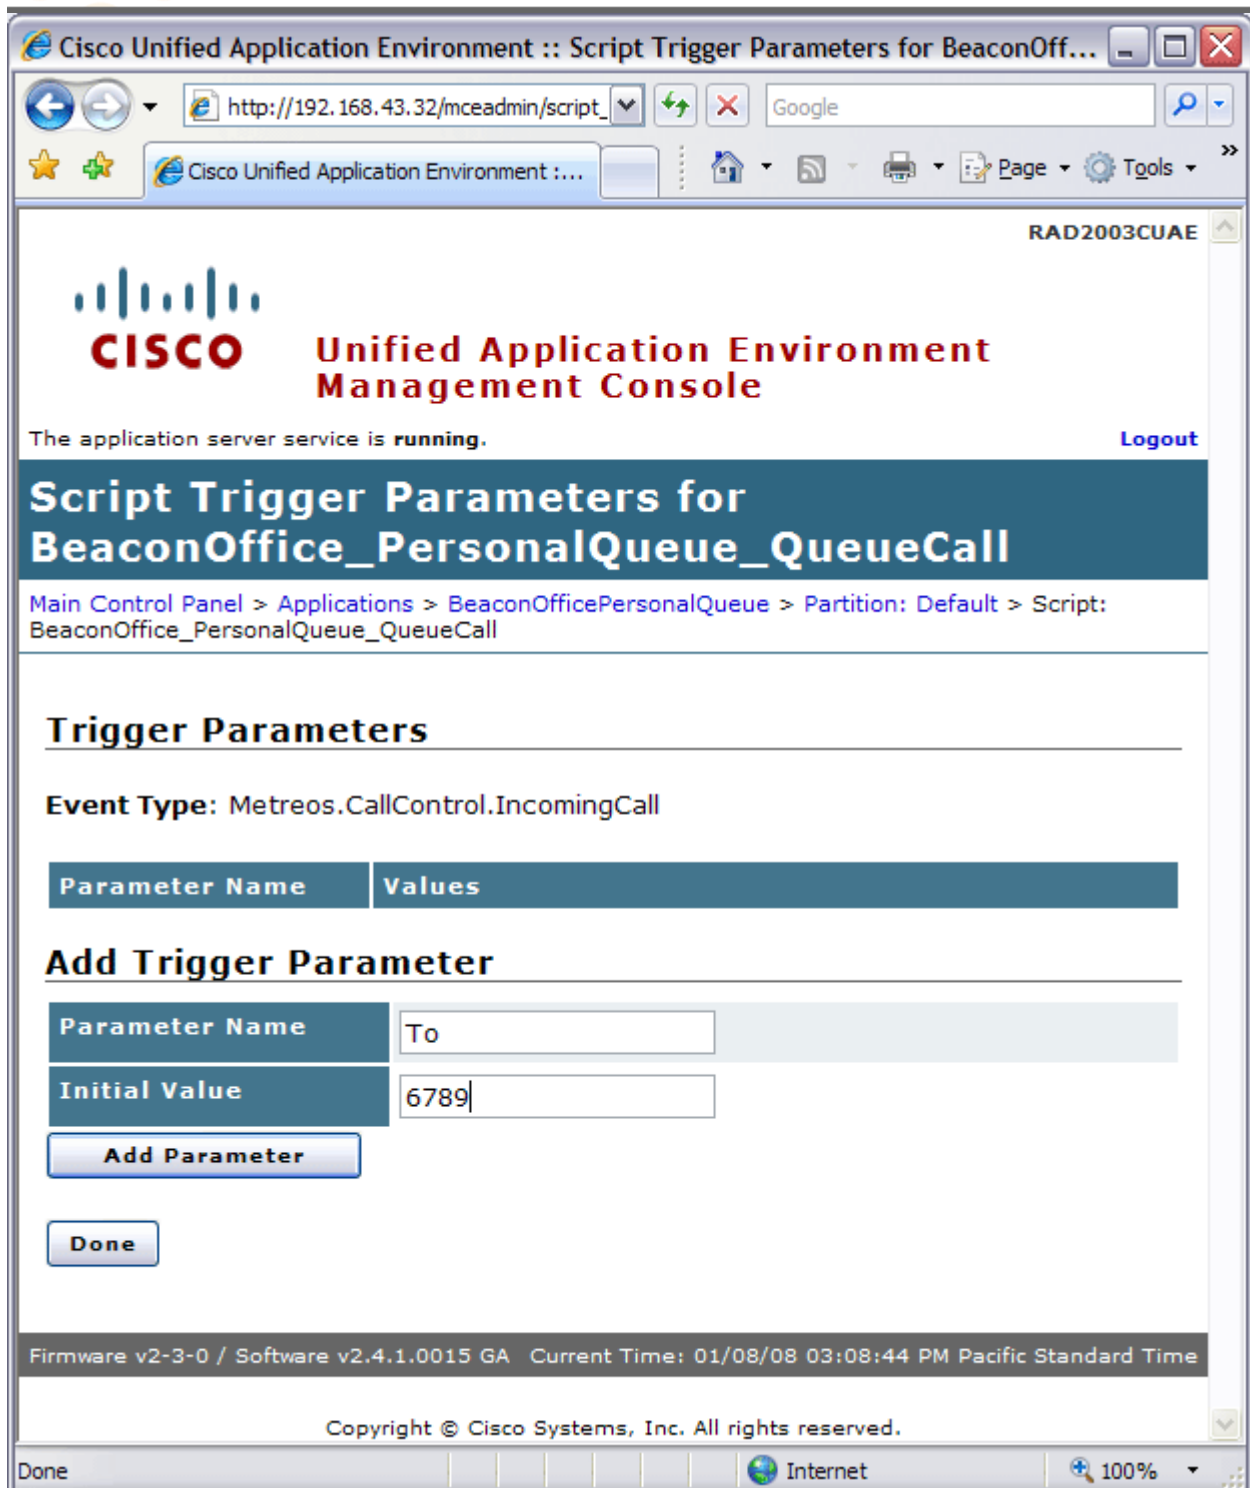 Cisco Unified Application Environment :: Script Trigger Parameters for BeaconOff...
http://192.168.43.32/mceadmin/script_
Google
Cisco Unified Application Environment :...
Page
Tools
»
RAD2003CUAE
CISCO
Unified Application Environment
Management Console
The application server service is running.
Logout
Script Trigger Parameters for
BeaconOffice_PersonalQueue_QueueCall
Main Control Panel > Applications > BeaconOfficePersonalQueue > Partition: Default > Script:
BeaconOffice_PersonalQueue_QueueCall
Trigger Parameters
Event Type: Metreos.CallControl.IncomingCall
Parameter Name Values
Add Trigger Parameter
Parameter Name To
Initial Value 6789
Add Parameter
Done
Firmware v2-3-0 / Software v2.4.1.0015 GA Current Time: 01/08/08 03:08:44 PM Pacific Standard Time
Copyright © Cisco Systems, Inc. All rights reserved.
Done Internet 100%